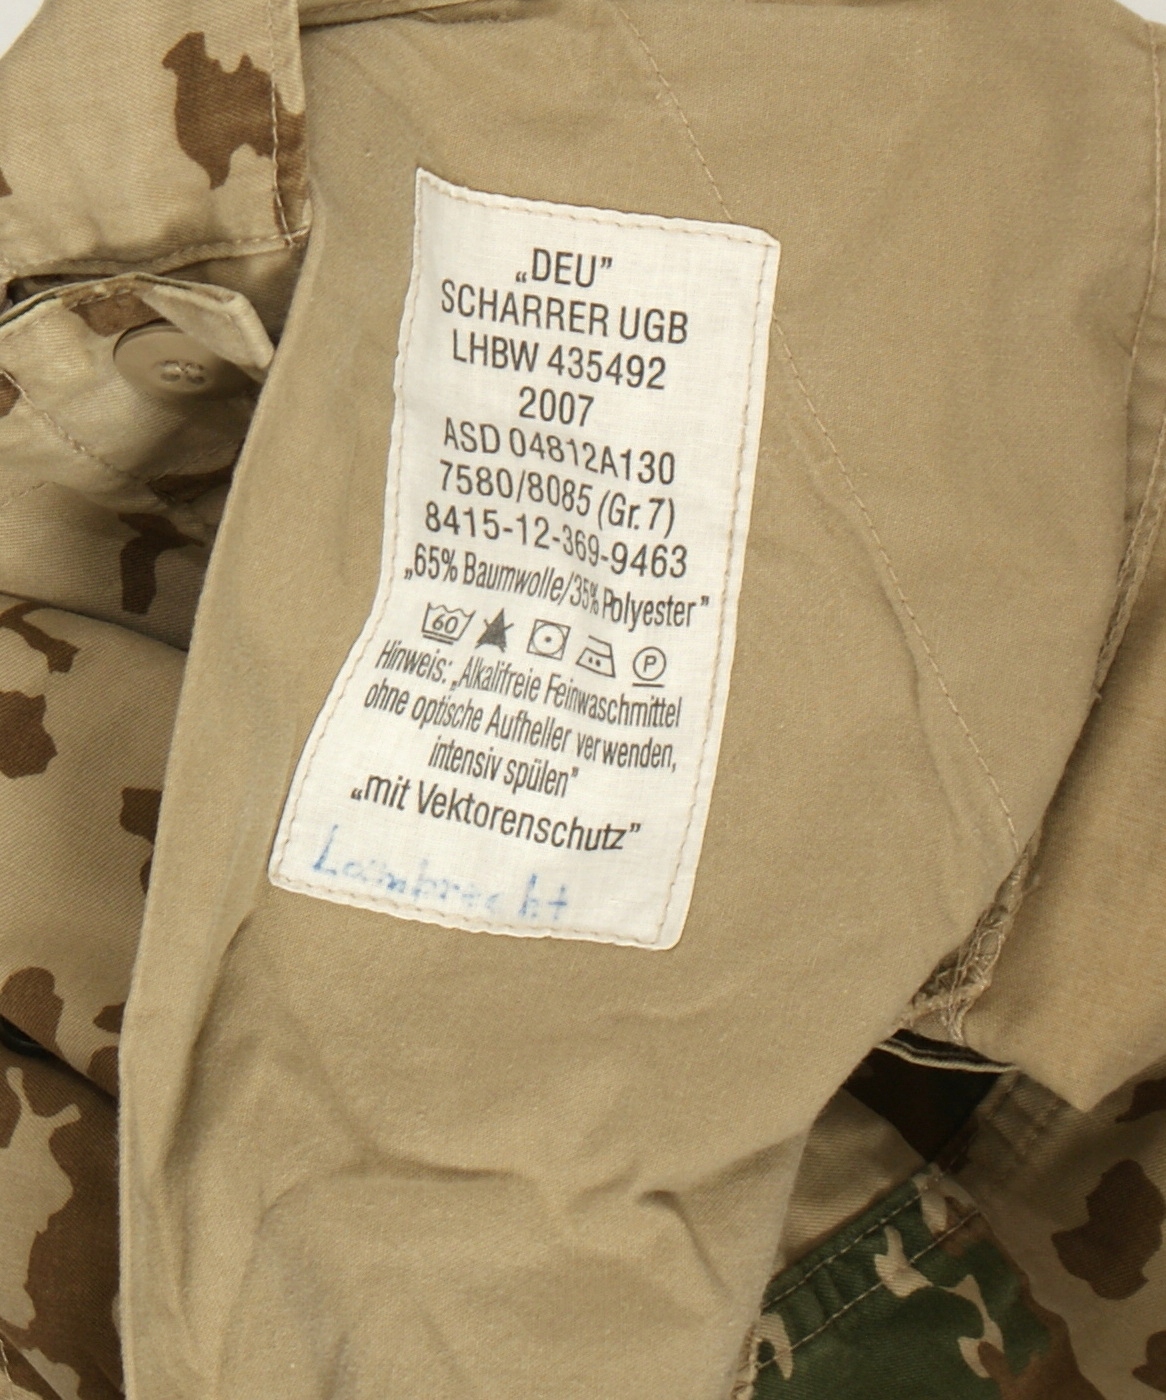 „DEU”
SCHARRER UGB
LHBW 435492
2007
ASD 04812A130
7580/8085 (Gr. 7)
8415-12-369-9463
„65% Baumwolle/35% Polyester”
60 P
Hinweis: „Alkalifreie Feinwaschmittel
ohne optische Aufheller verwenden,
intensiv spülen”
„mit Vektorenschutz”
Lambrecht